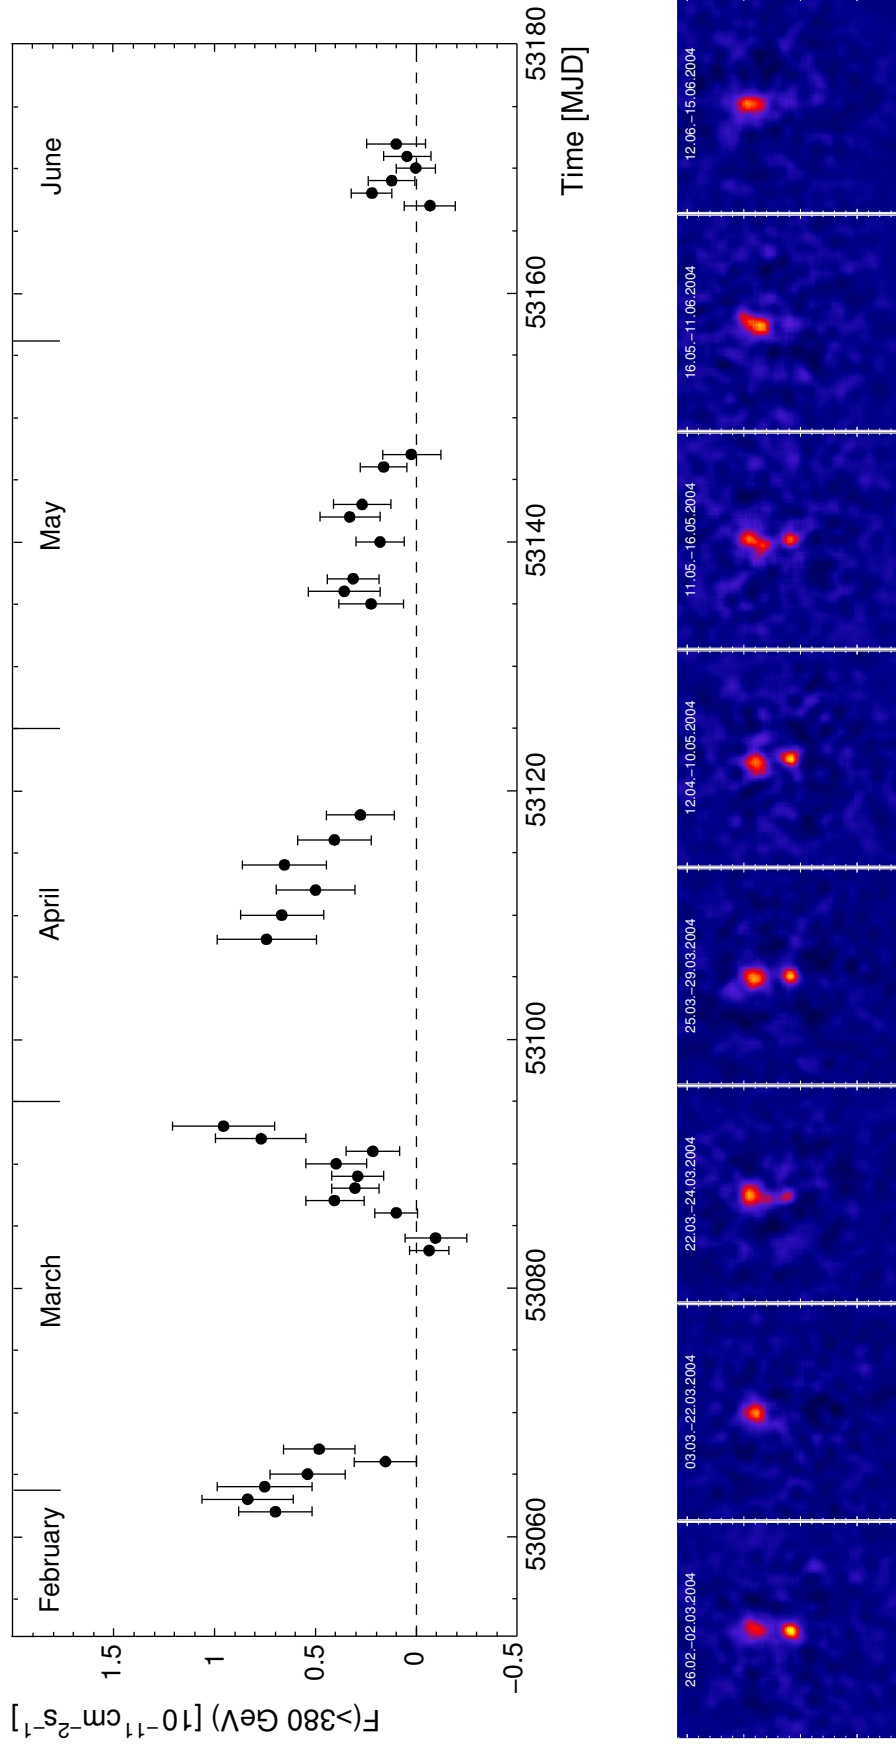 February
March
April
May
June
F(>380 GeV) [10⁻¹¹cm⁻²s⁻¹]
1.5
1
0.5
0
−0.5
53060
53080
53100
53120
53140
53160
53180
Time [MJD]
26.02.−02.03.2004
03.03.−22.03.2004
22.03.−24.03.2004
25.03.−29.03.2004
12.04.−10.05.2004
11.05.−16.05.2004
16.05.−11.06.2004
12.06.−15.06.2004